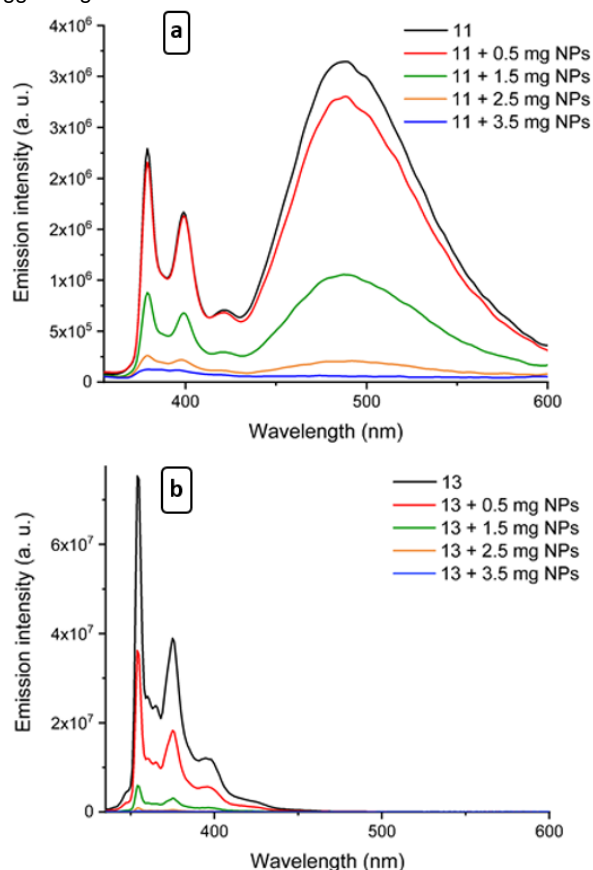 a
4x10⁶
3x10⁶
3x10⁶
2x10⁶
2x10⁶
1x10⁶
5x10⁵
0
Emission intensity (a. u.)
11
11 + 0.5 mg NPs
11 + 1.5 mg NPs
11 + 2.5 mg NPs
11 + 3.5 mg NPs
400 500 600
Wavelength (nm)
b
6x10⁷
4x10⁷
2x10⁷
0
Emission intensity (a. u.)
13
13 + 0.5 mg NPs
13 + 1.5 mg NPs
13 + 2.5 mg NPs
13 + 3.5 mg NPs
400 500 600
Wavelength (nm)